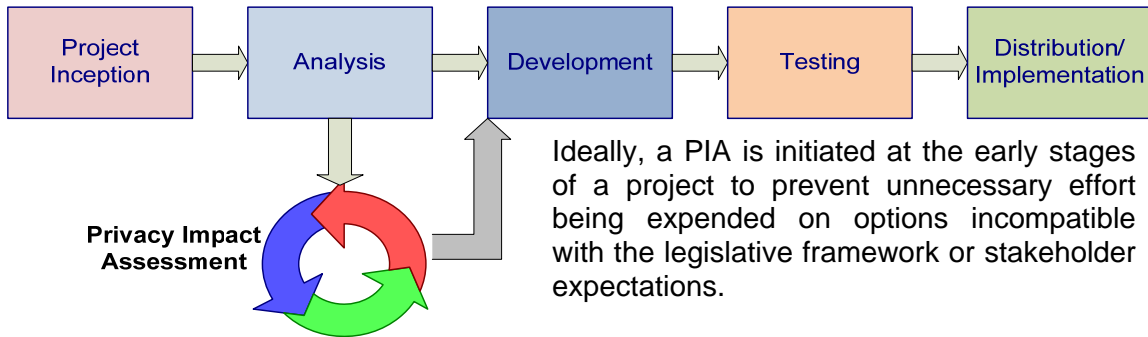 Project
Inception
Analysis
Development
Testing
Distribution/
Implementation
Privacy Impact
Assessment
Ideally, a PIA is initiated at the early stages
of a project to prevent unnecessary effort
being expended on options incompatible
with the legislative framework or stakeholder
expectations.